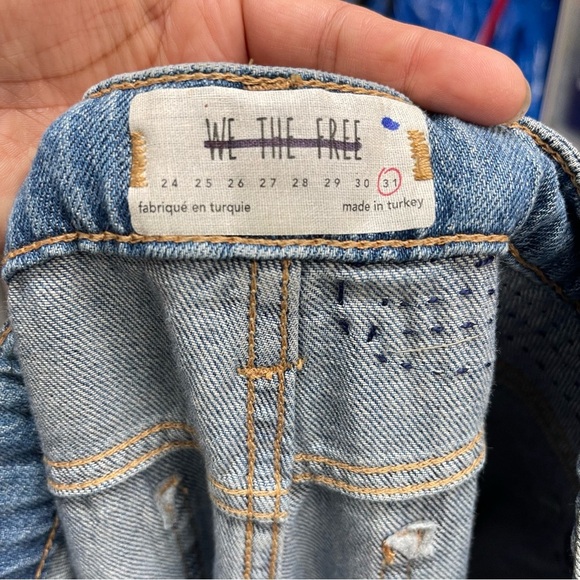 WE THE FREE
24 25 26 27 28 29 30 31
fabriqué en turquie made in turkey